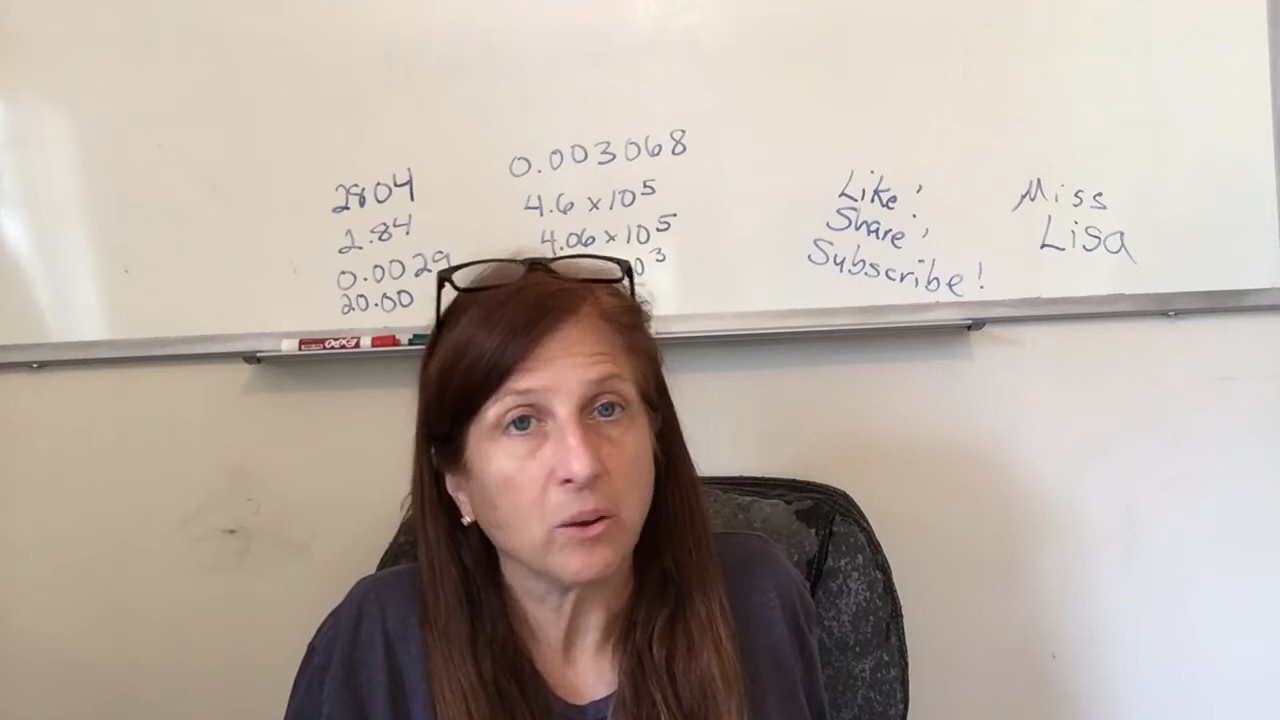 2804
2.84
0.0029
20.00
0.003068
4.6 x 10⁵
4.06 x 10⁵
0³
Like!
Share!
Subscribe!
Miss
Lisa
EXPO